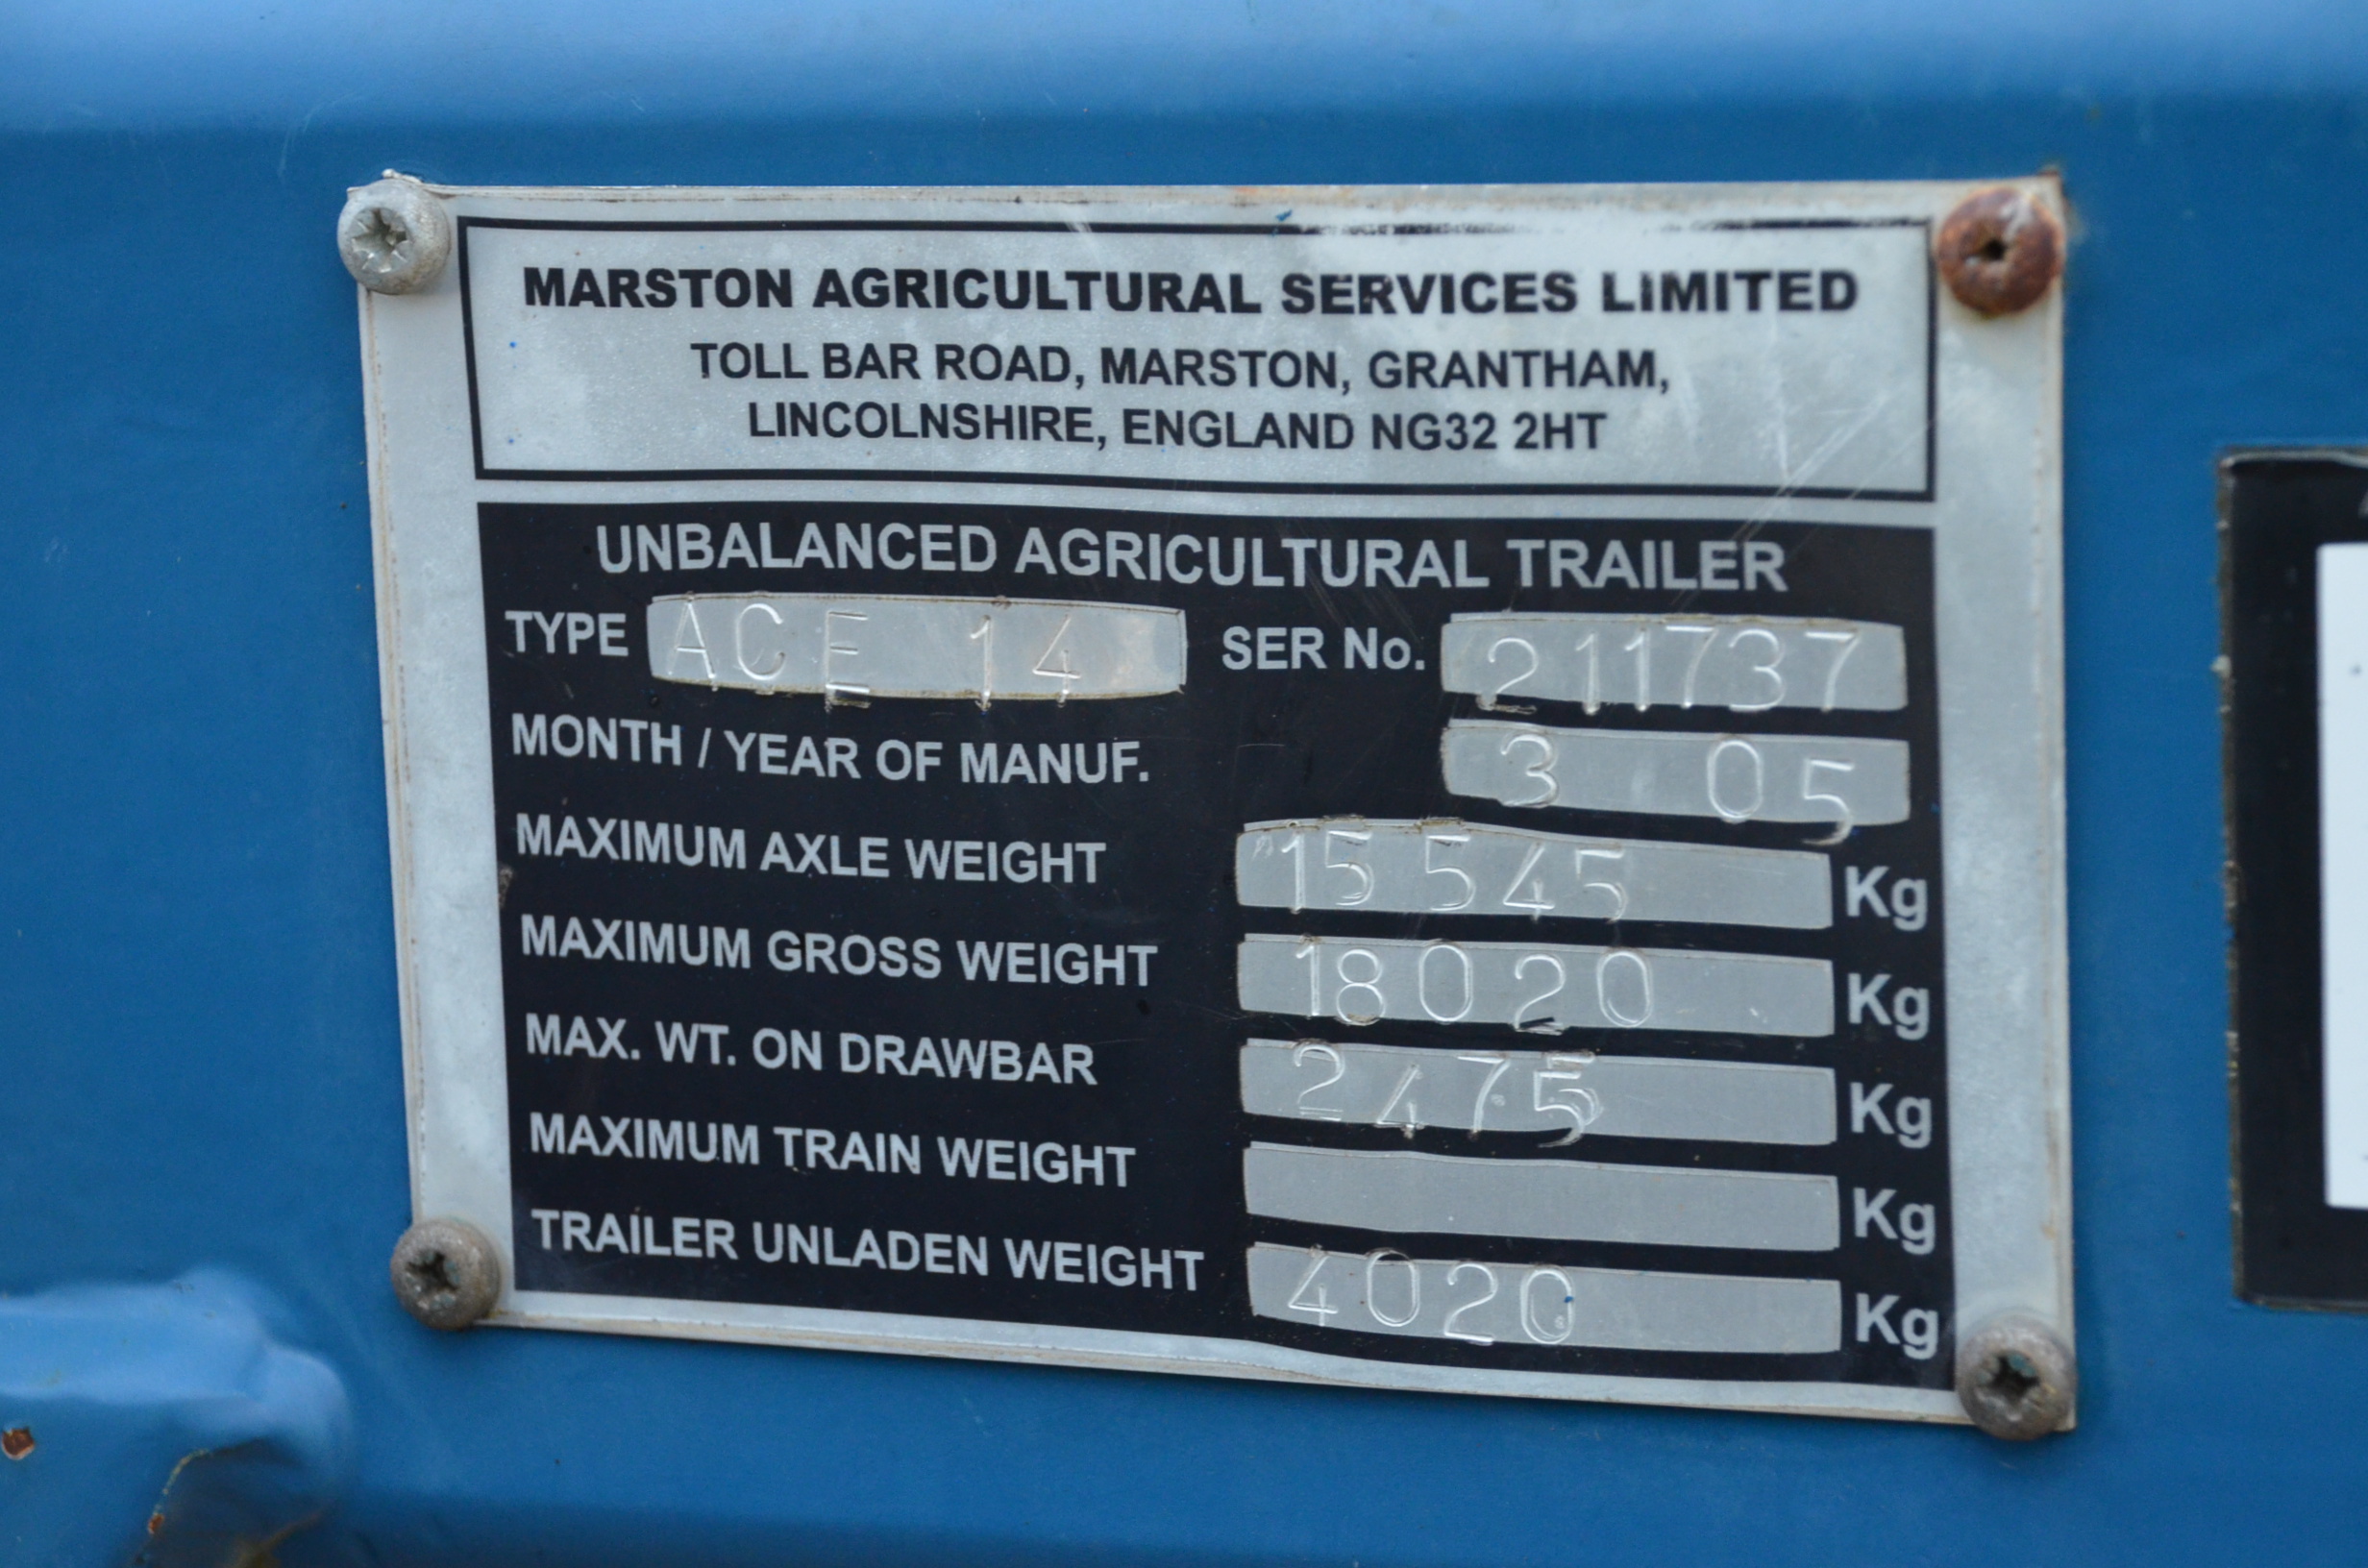 MARSTON AGRICULTURAL SERVICES LIMITED
TOLL BAR ROAD, MARSTON, GRANTHAM,
LINCOLNSHIRE, ENGLAND NG32 2HT
UNBALANCED AGRICULTURAL TRAILER
TYPE ACE 14 SER No. 211737
MONTH / YEAR OF MANUF. 3 05
MAXIMUM AXLE WEIGHT 15545 Kg
MAXIMUM GROSS WEIGHT 18020 Kg
MAX. WT. ON DRAWBAR 2475 Kg
MAXIMUM TRAIN WEIGHT Kg
TRAILER UNLADEN WEIGHT 4020 Kg